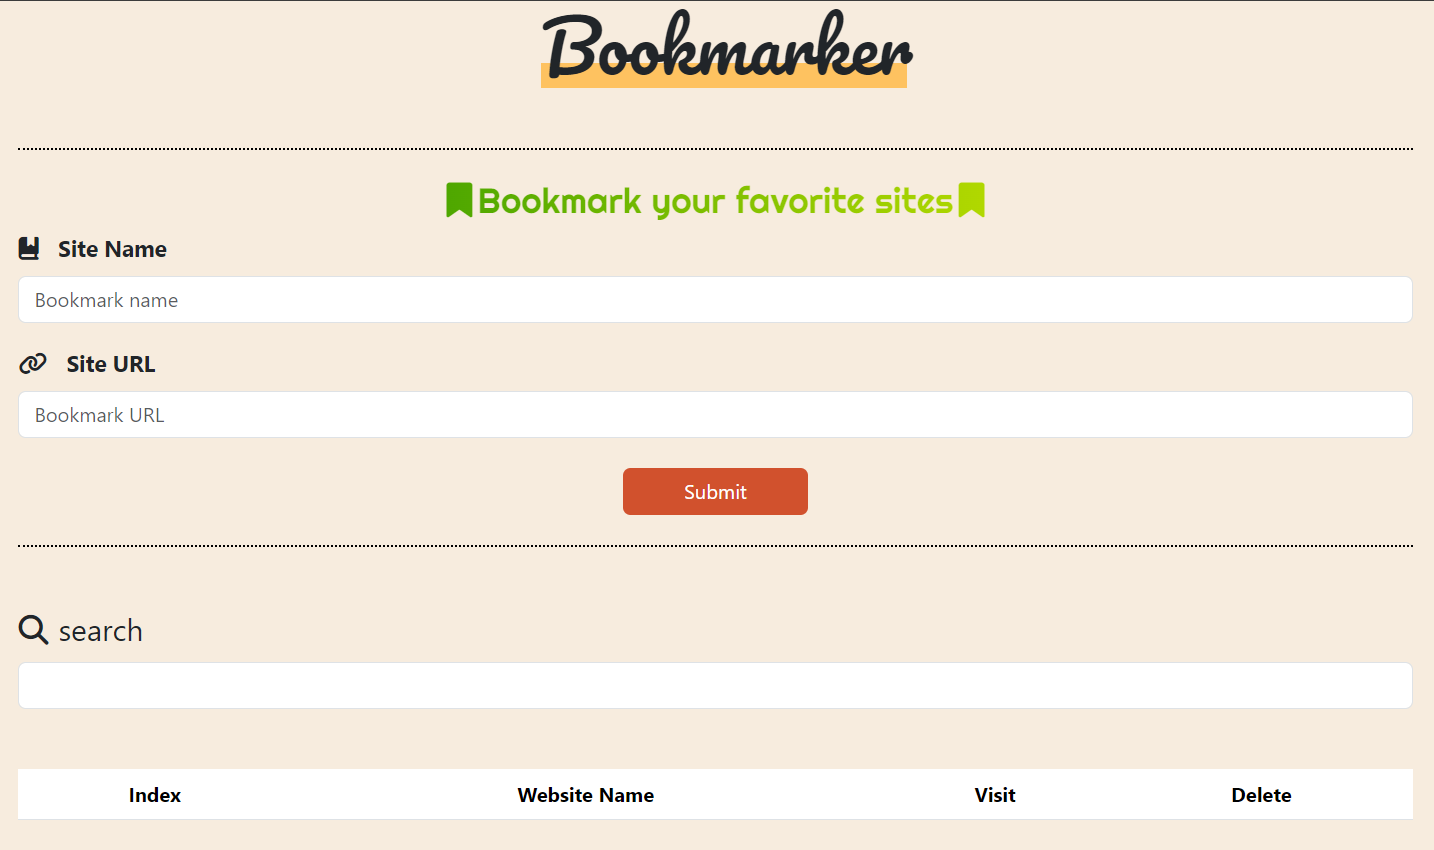 Bookmarker
Bookmark your favorite sites
Site Name
Bookmark name
Site URL
Bookmark URL
Submit
search
Index Website Name Visit Delete